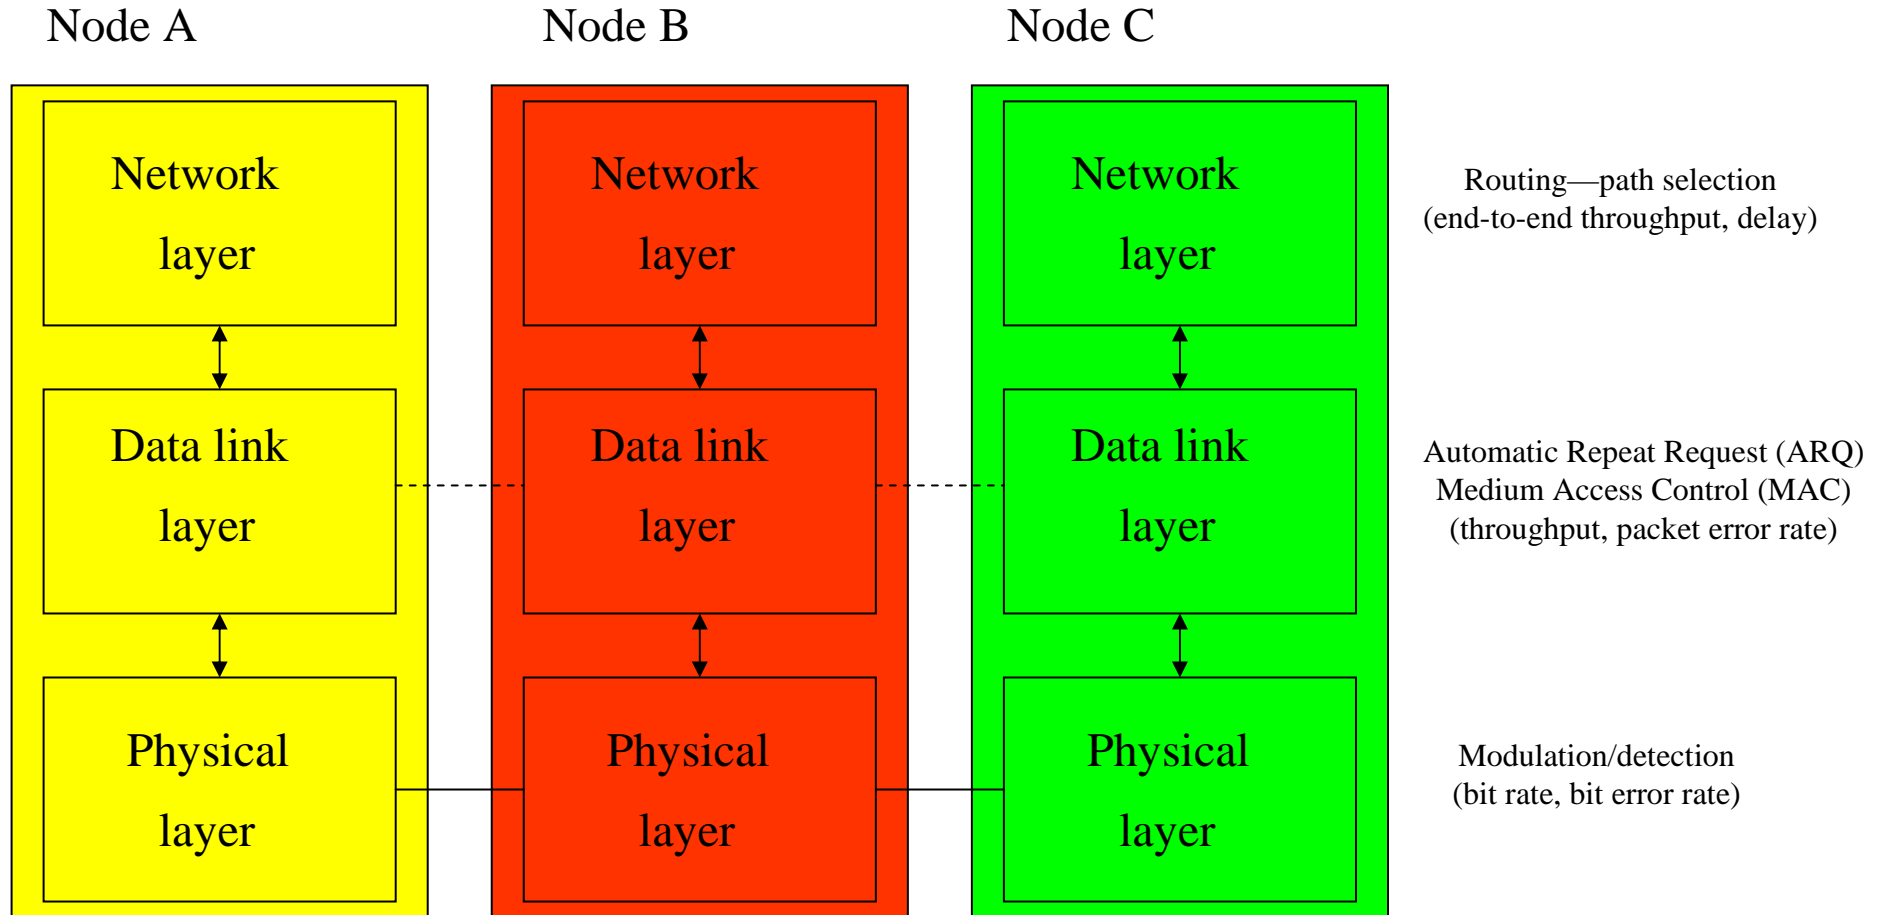 Node A
Node B
Node C
Network
layer
Network
layer
Network
layer
Routing—path selection
(end-to-end throughput, delay)
Data link
layer
Data link
layer
Data link
layer
Automatic Repeat Request (ARQ)
Medium Access Control (MAC)
(throughput, packet error rate)
Physical
layer
Physical
layer
Physical
layer
Modulation/detection
(bit rate, bit error rate)